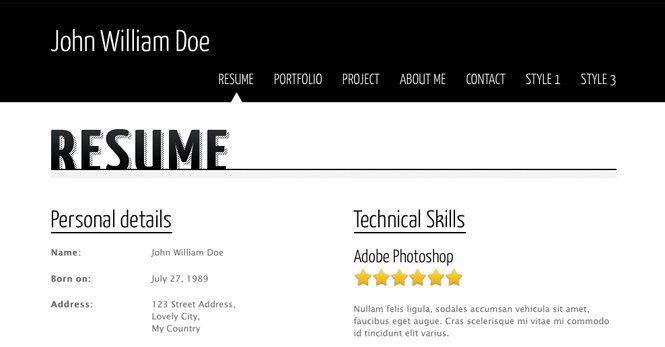 John William Doe
RESUME PORTFOLIO PROJECT ABOUT ME CONTACT STYLE 1 STYLE 3
RESUME
Personal details
Name: John William Doe
Born on: July 27, 1989
Address: 123 Street Address,
Lovely City,
My Country
Technical Skills
Adobe Photoshop
Nullam felis ligula, sodales accumsan vehicula sit amet,
faucibus eget augue. Cras scelerisque mi vitae mi commodo
id tincidunt elit varius.